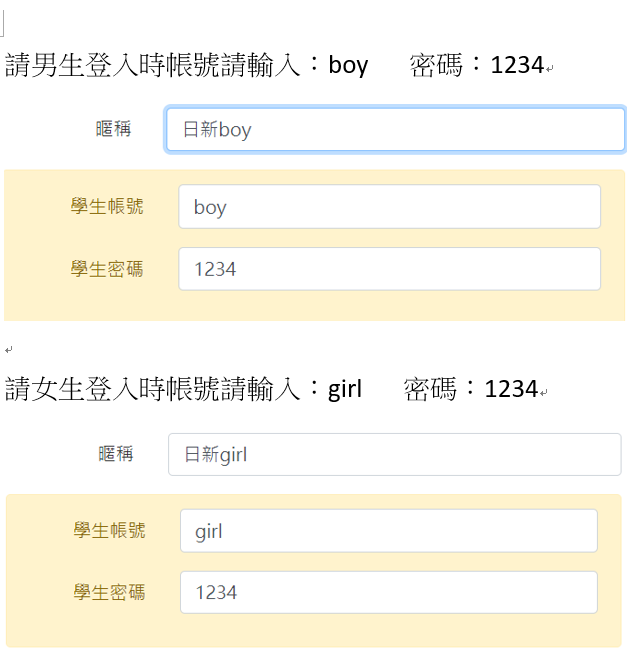 請男生登入時帳號請輸入：boy 密碼：1234
暱稱 日新boy
學生帳號 boy
學生密碼 1234
請女生登入時帳號請輸入：girl 密碼：1234
暱稱 日新girl
學生帳號 girl
學生密碼 1234